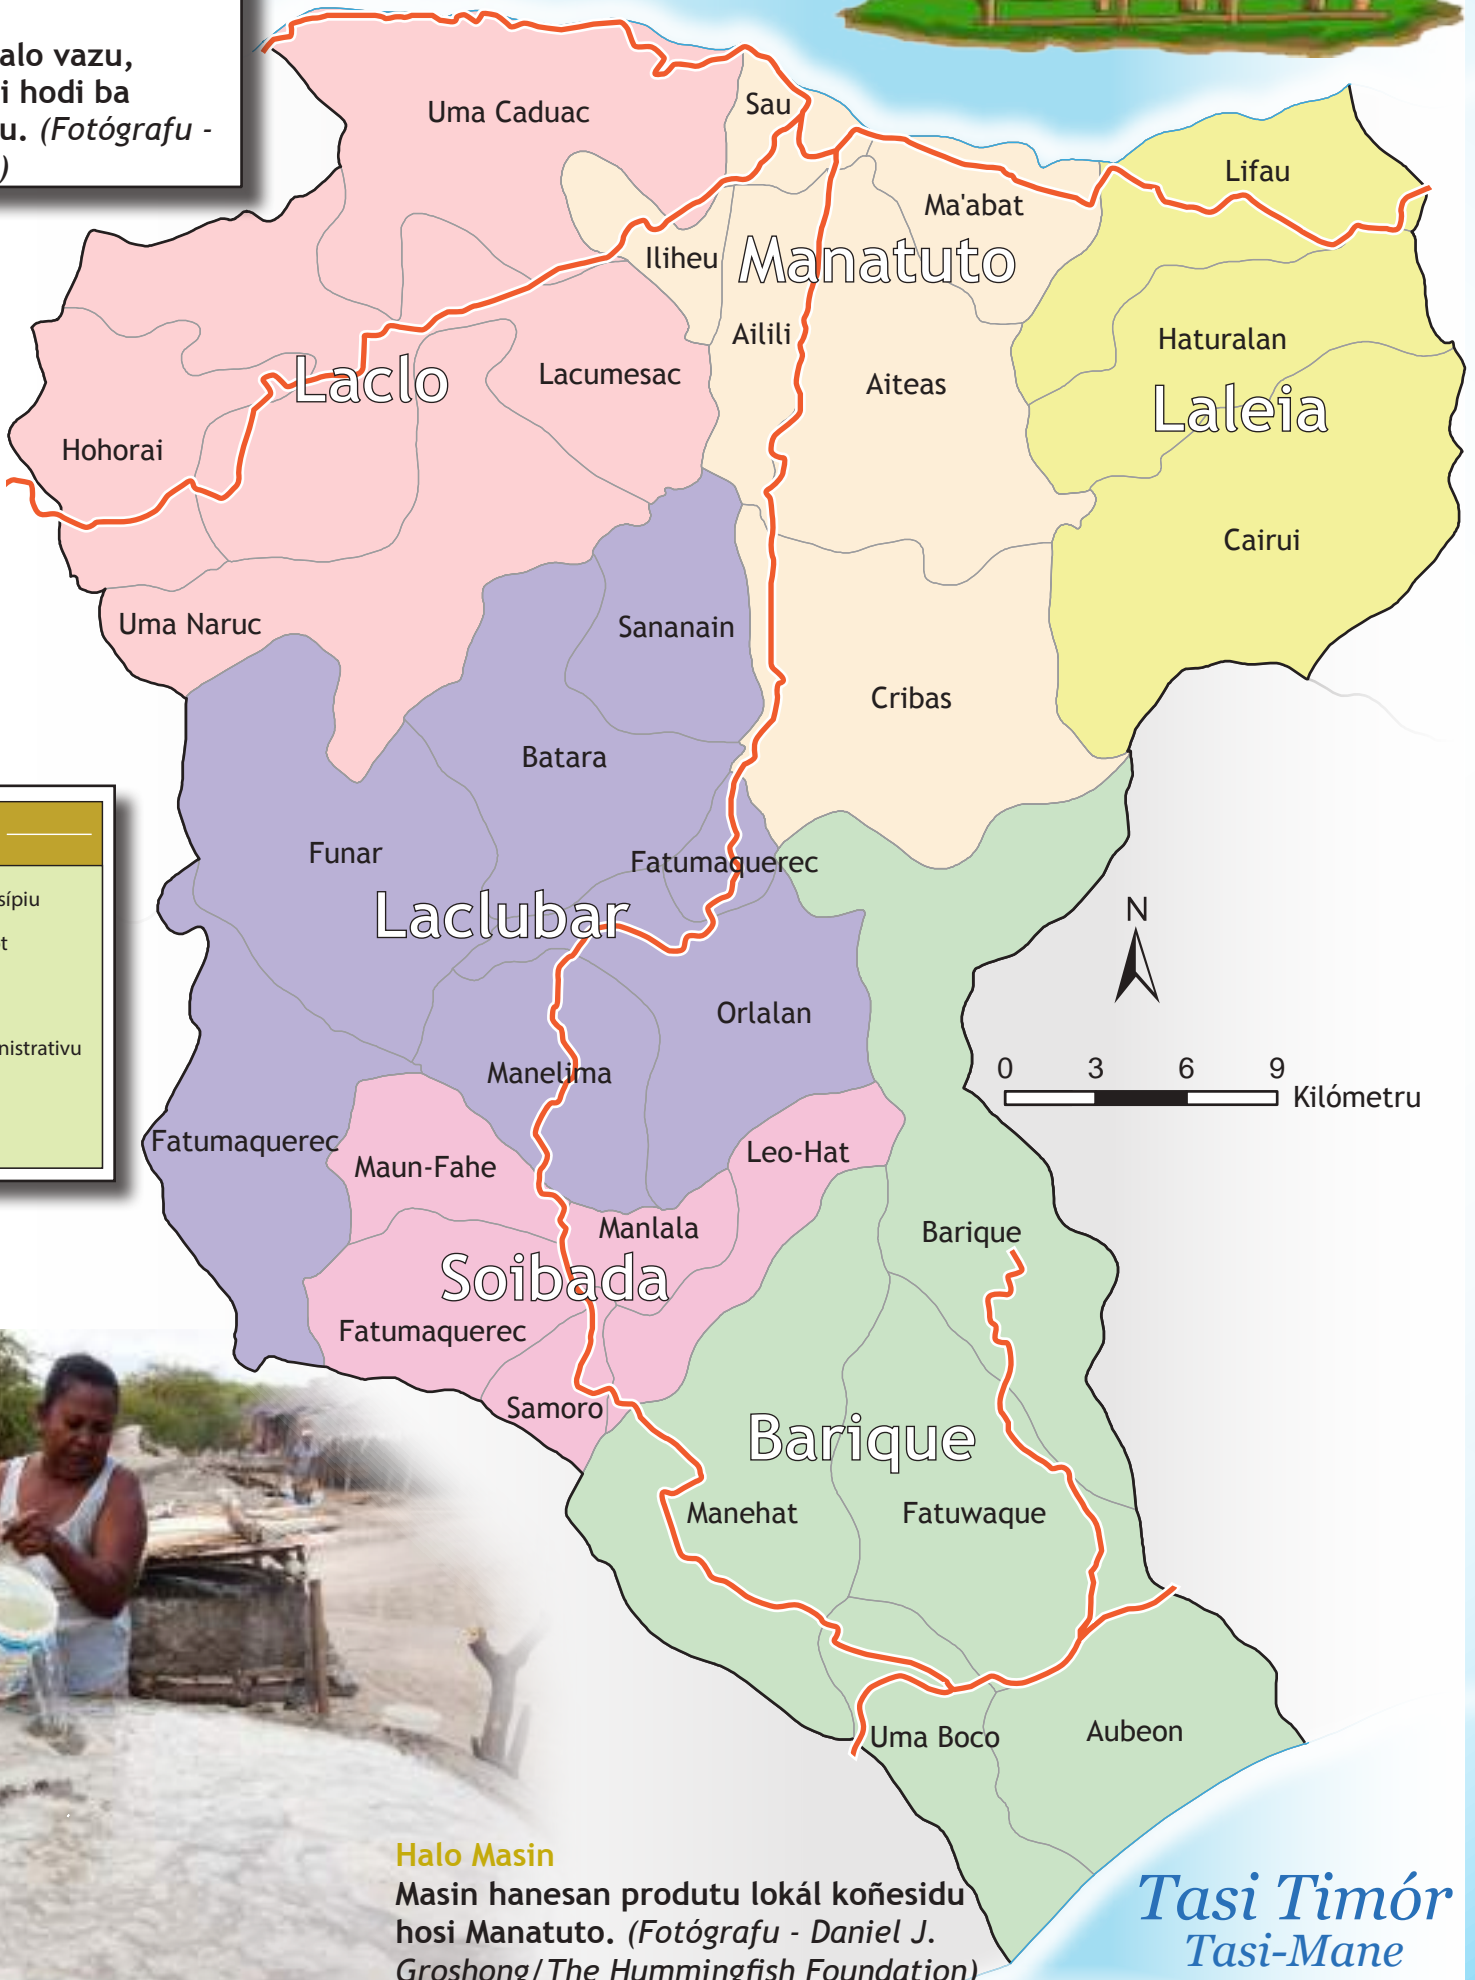 alo vazu,
i hodi ba
u. (Fotógrafu -
)
Uma Caduac
Sau
Lifau
Ma'abat
Iliheu
Manatuto
Ailili
Haturalan
Lacumesac
Laclo
Aiteas
Laleia
Hohorai
Cairui
Uma Naruc
Sananain
Cribas
Batara
Funar
Fatumaquerec
sípiu
Laclubar
N
t
Orlalan
nistrativu
Manelima
0 3 6 9
Kilómetru
Fatumaquerec
Maun-Fahe
Leo-Hat
Manlala
Barique
Soibada
Fatumaquerec
Samoro
Barique
Manehat
Fatuwaque
Uma Boco
Aubeon
Halo Masin
Masin hanesan produtu lokál koñesidu
hosi Manatuto. (Fotógrafu - Daniel J.
Groshong/The Hummingfish Foundation)
Tasi Timór
Tasi-Mane